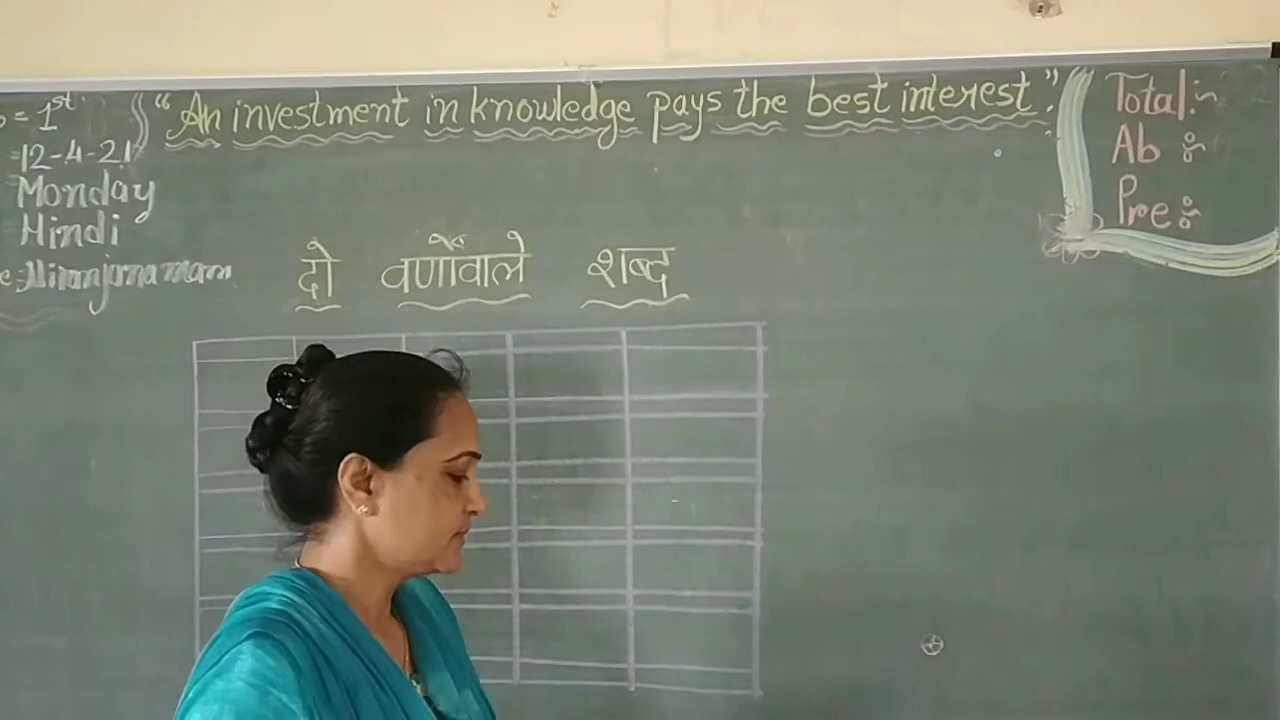 = 1st
“An investment in knowledge pays the best interest”.
Total:-
=12-4-21
Ab :-
Monday
Pre :-
Hindi
दो वर्णोंवाले शब्द
e:-Niranjana mam